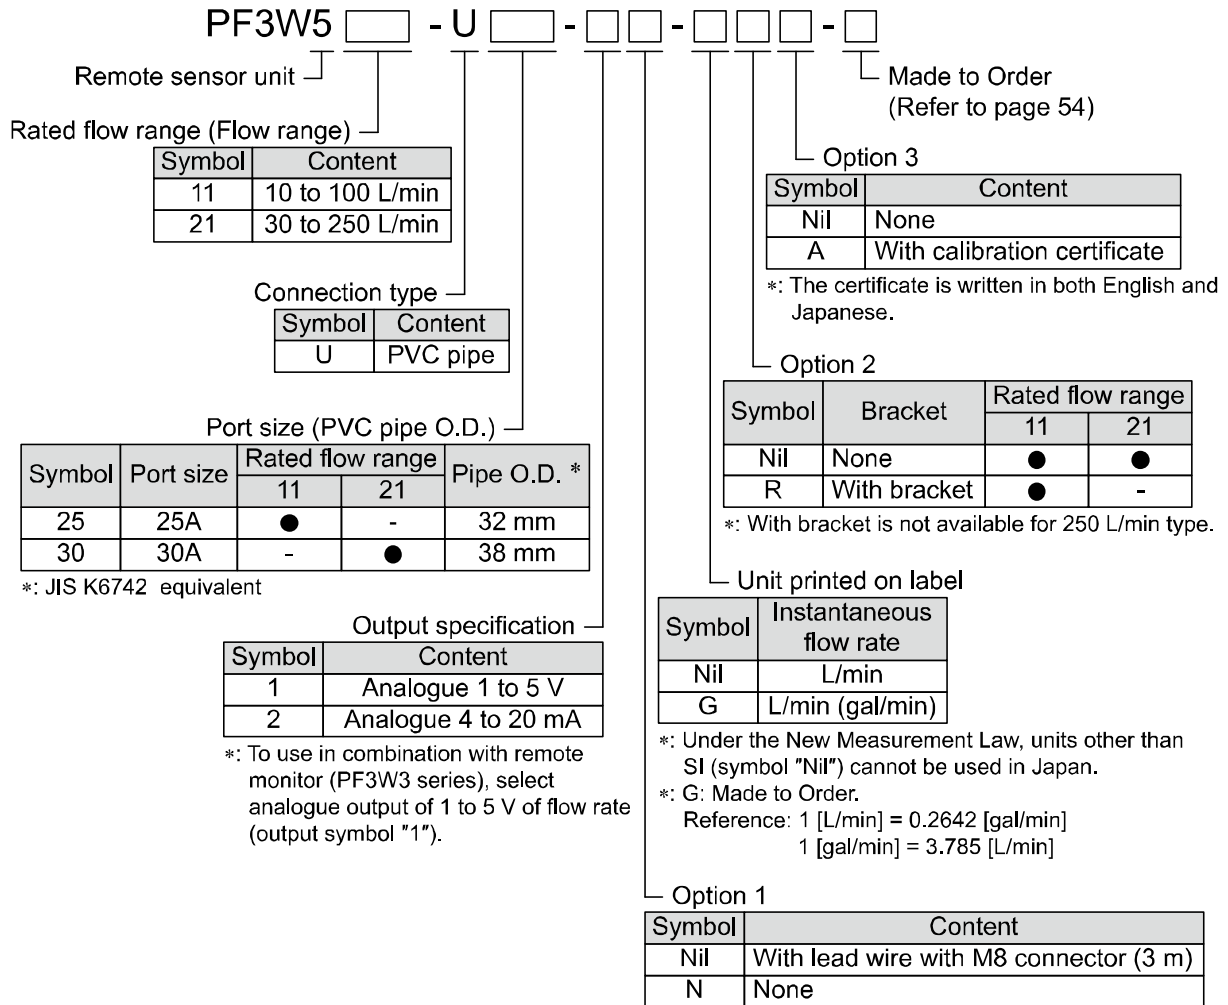 PF3W5 - U - - -
Remote sensor unit
Made to Order
(Refer to page 54)
Rated flow range (Flow range)
Symbol Content
11 10 to 100 L/min
21 30 to 250 L/min
Option 3
Symbol Content
Nil None
A With calibration certificate
*: The certificate is written in both English and
Japanese.
Connection type
Symbol Content
U PVC pipe
Option 2
Symbol Bracket Rated flow range
11 21
Nil None ● ●
R With bracket ● -
*: With bracket is not available for 250 L/min type.
Port size (PVC pipe O.D.)
Symbol Port size Rated flow range Pipe O.D. *
11 21
25 25A ● - 32 mm
30 30A - ● 38 mm
*: JIS K6742 equivalent
Unit printed on label
Symbol Instantaneous
flow rate
Nil L/min
G L/min (gal/min)
*: Under the New Measurement Law, units other than
SI (symbol "Nil") cannot be used in Japan.
*: G: Made to Order.
Reference: 1 [L/min] = 0.2642 [gal/min]
1 [gal/min] = 3.785 [L/min]
Output specification
Symbol Content
1 Analogue 1 to 5 V
2 Analogue 4 to 20 mA
*: To use in combination with remote
monitor (PF3W3 series), select
analogue output of 1 to 5 V of flow rate
(output symbol "1").
Option 1
Symbol Content
Nil With lead wire with M8 connector (3 m)
N None